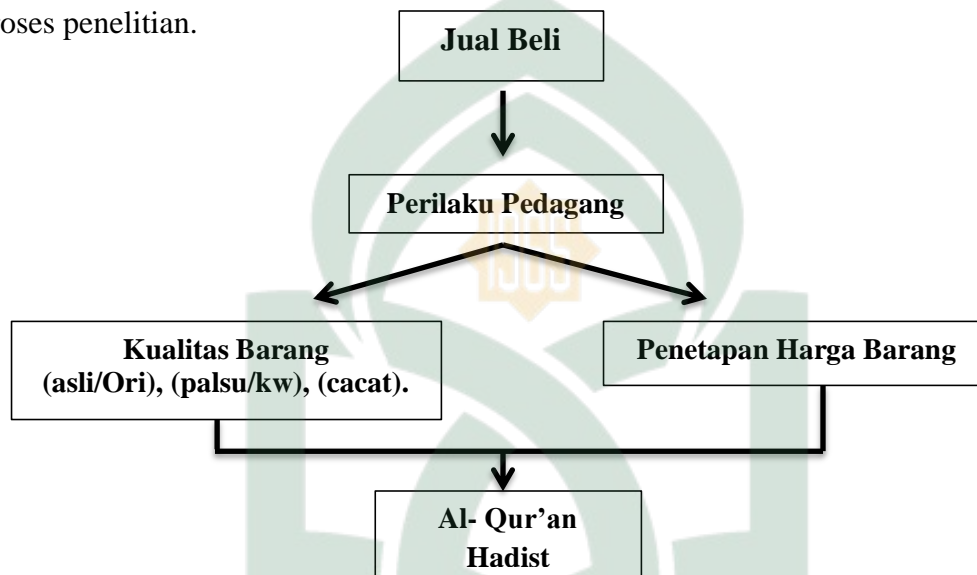 oses penelitian.
Jual Beli
Perilaku Pedagang
Kualitas Barang
(asli/Ori), (palsu/kw), (cacat).
Penetapan Harga Barang
Al- Qur’an
Hadist